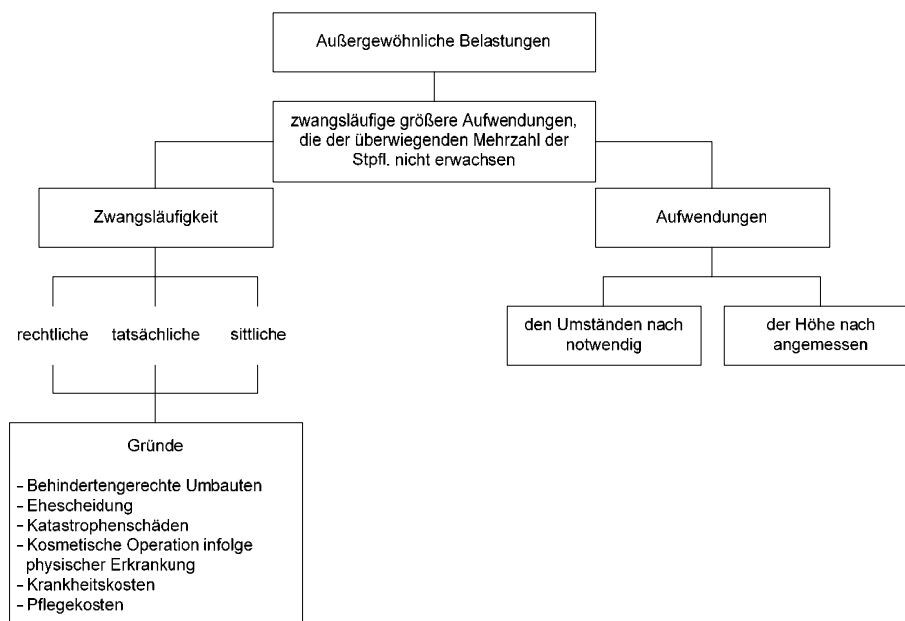 Außergewöhnliche Belastungen
zwangsläufige größere Aufwendungen,
die der überwiegenden Mehrzahl der
Stpfl. nicht erwachsen
Zwangsläufigkeit
Aufwendungen
rechtliche
tatsächliche
sittliche
den Umständen nach
notwendig
der Höhe nach
angemessen
Gründe
- Behindertengerechte Umbauten
- Ehescheidung
- Katastrophenschäden
- Kosmetische Operation infolge
physischer Erkrankung
- Krankheitskosten
- Pflegekosten